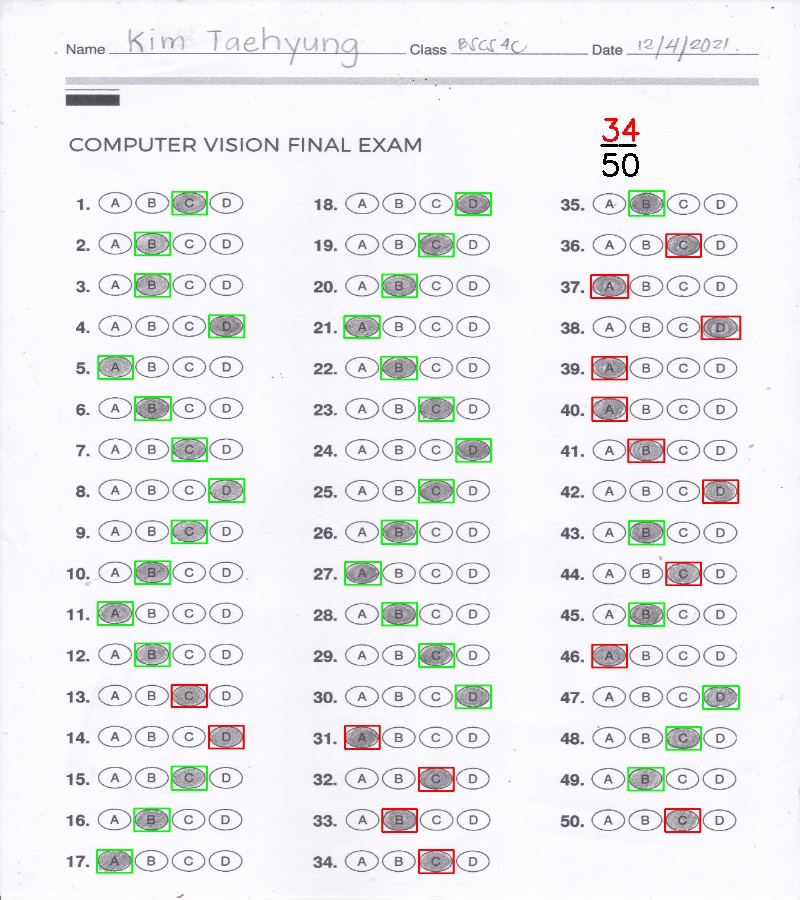 Name Kim Taehyung Class BSCS 4C Date 12/4/2021
COMPUTER VISION FINAL EXAM
34
50
1. A B C D 18. A B C D 35. A B C D
2. A B C D 19. A B C D 36. A B C D
3. A B C D 20. A B C D 37. A B C D
4. A B C D 21. A B C D 38. A B C D
5. A B C D 22. A B C D 39. A B C D
6. A B C D 23. A B C D 40. A B C D
7. A B C D 24. A B C D 41. A B C D
8. A B C D 25. A B C D 42. A B C D
9. A B C D 26. A B C D 43. A B C D
10. A B C D 27. A B C D 44. A B C D
11. A B C D 28. A B C D 45. A B C D
12. A B C D 29. A B C D 46. A B C D
13. A B C D 30. A B C D 47. A B C D
14. A B C D 31. A B C D 48. A B C D
15. A B C D 32. A B C D 49. A B C D
16. A B C D 33. A B C D 50. A B C D
17. A B C D 34. A B C D